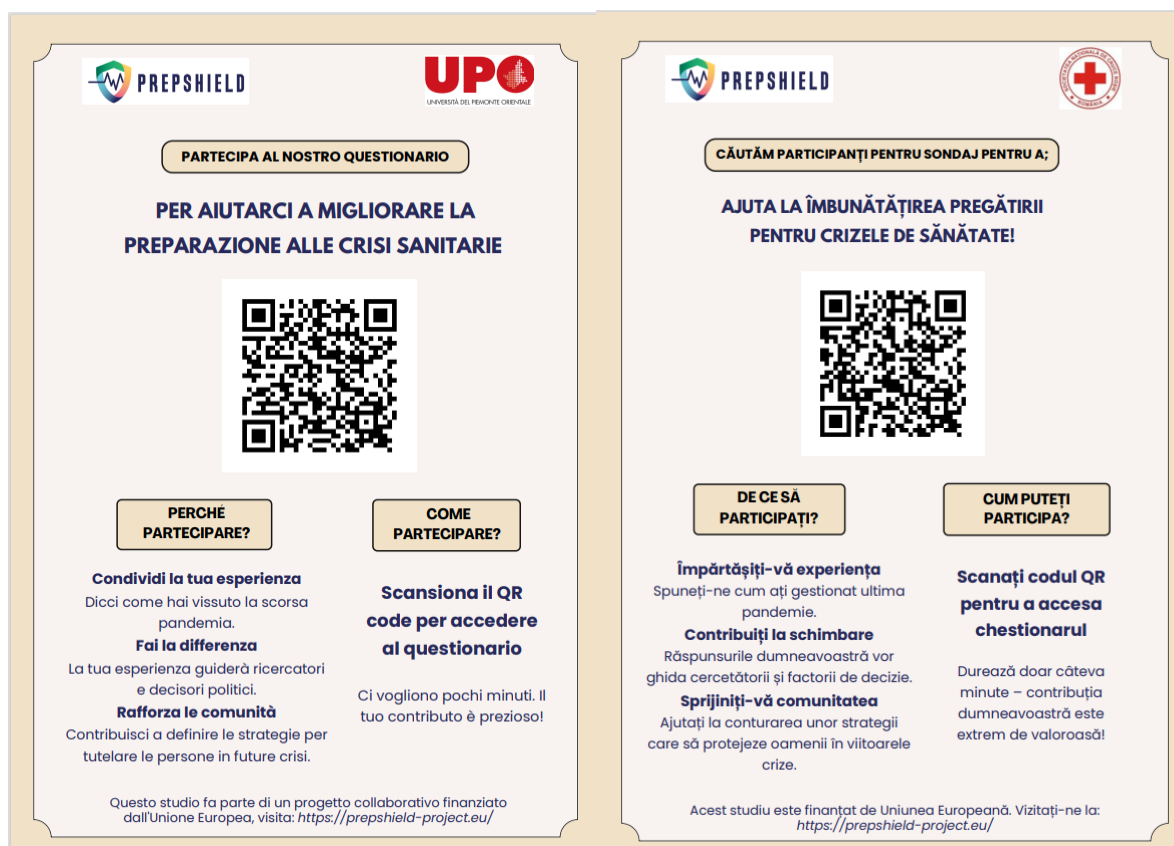 PREPSHIELD
UPO
UNIVERSITÀ DEL PIEMONTE ORIENTALE
PARTECIPA AL NOSTRO QUESTIONARIO
PER AIUTARCI A MIGLIORARE LA
PREPARAZIONE ALLE CRISI SANITARIE
PERCHÉ
PARTECIPARE?
Condividi la tua esperienza
Dicci come hai vissuto la scorsa
pandemia.
Fai la differenza
La tua esperienza guiderà ricercatori
e decisori politici.
Rafforza le comunità
Contribuisci a definire le strategie per
tutelare le persone in future crisi.
COME
PARTECIPARE?
Scansiona il QR
code per accedere
al questionario
Ci vogliono pochi minuti. Il
tuo contributo è prezioso!
Questo studio fa parte di un progetto collaborativo finanziato
dall'Unione Europea, visita: https://prepshield-project.eu/
PREPSHIELD
SOCIETATEA NAȚIONALĂ DE CRUCE ROȘIE
ROMÂNIA
CĂUTĂM PARTICIPANȚI PENTRU SONDAJ PENTRU A;
AJUTA LA ÎMBUNĂTĂȚIREA PREGĂTIRII
PENTRU CRIZELE DE SĂNĂTATE!
DE CE SĂ
PARTICIPAȚI?
Împărtășiți-vă experiența
Spuneți-ne cum ați gestionat ultima
pandemie.
Contribuiți la schimbare
Răspunsurile dumneavoastră vor
ghida cercetătorii și factorii de decizie.
Sprijiniți-vă comunitatea
Ajutați la conturarea unor strategii
care să protejeze oamenii în viitoarele
crize.
CUM PUTEȚI
PARTICIPA?
Scanați codul QR
pentru a accesa
chestionarul
Durează doar câteva
minute – contribuția
dumneavoastră este
extrem de valoroasă!
Acest studiu este finanțat de Uniunea Europeană. Vizitați-ne la:
https://prepshield-project.eu/